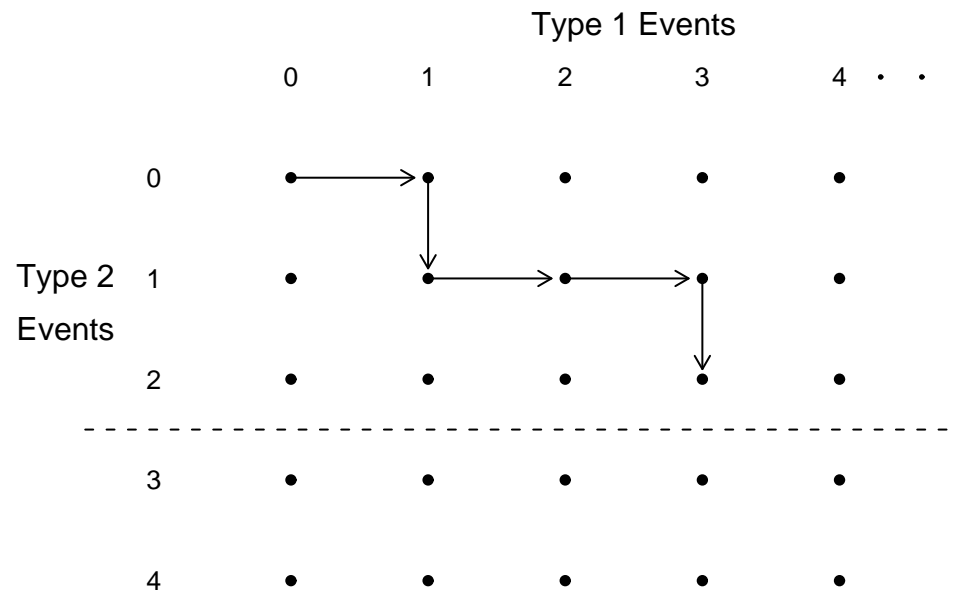 Type 1 Events
0 1 2 3 4 · ·
0
Type 2 1
Events
2
3
4